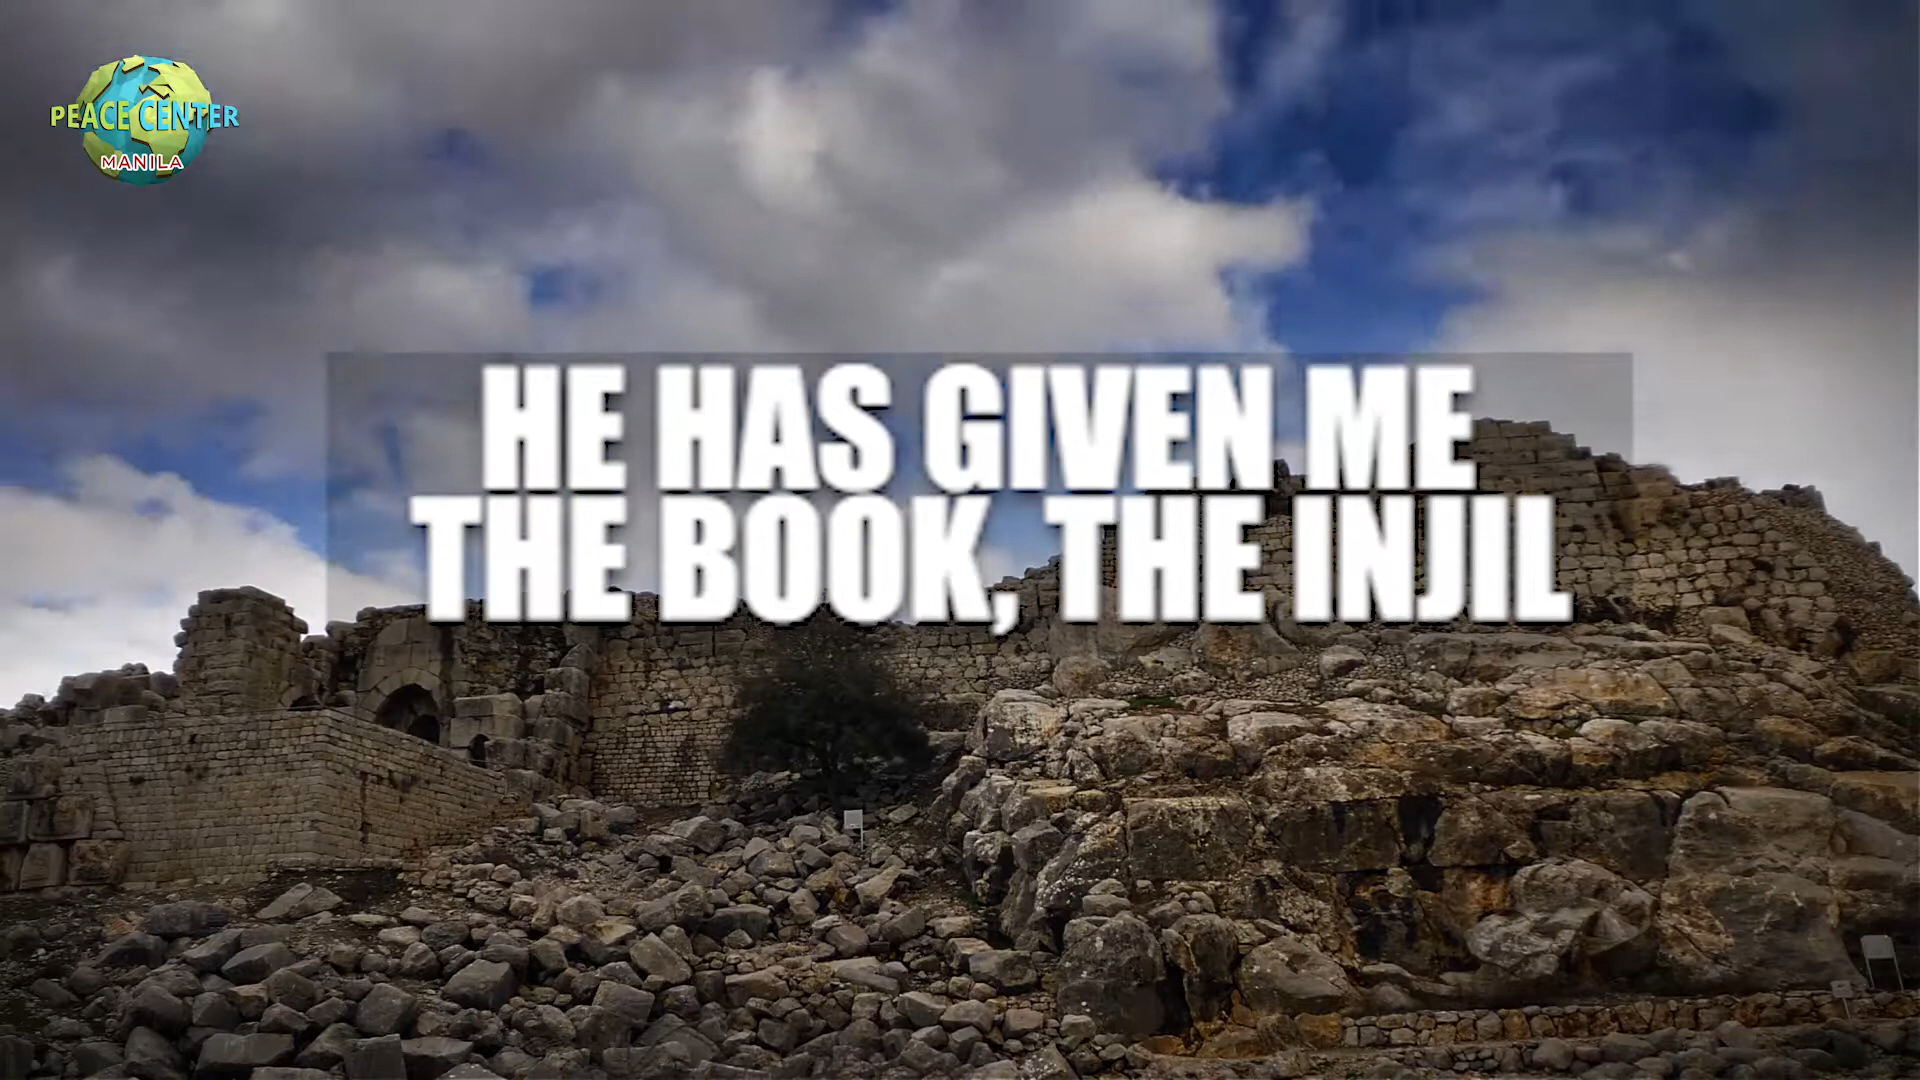 PEACE CENTER
MANILA
HE HAS GIVEN ME
THE BOOK, THE INJIL